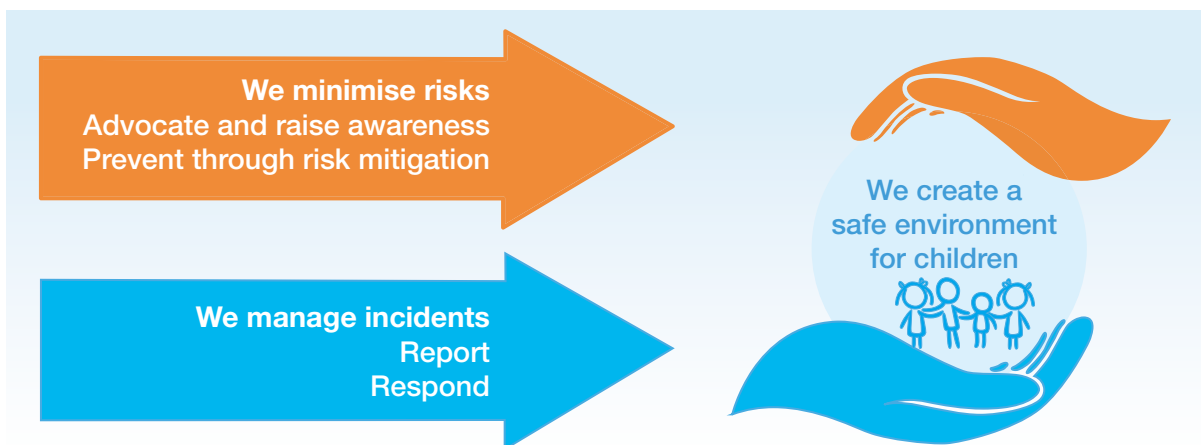 We minimise risks
Advocate and raise awareness
Prevent through risk mitigation
We manage incidents
Report
Respond
We create a
safe environment
for children